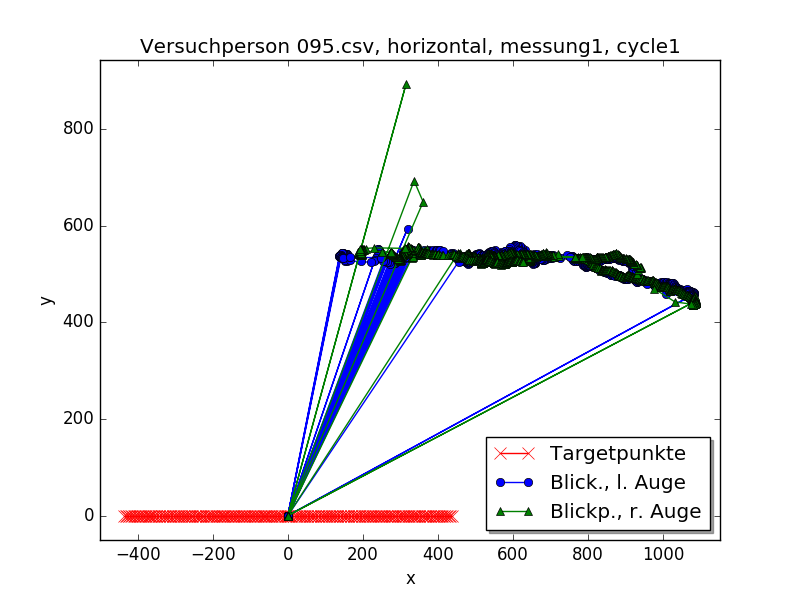 Versuchperson 095.csv, horizontal, messung1, cycle1
y
800
600
400
200
0
−400
−200
0
200
400
600
800
1000
x
Targetpunkte
Blick., l. Auge
Blickp., r. Auge